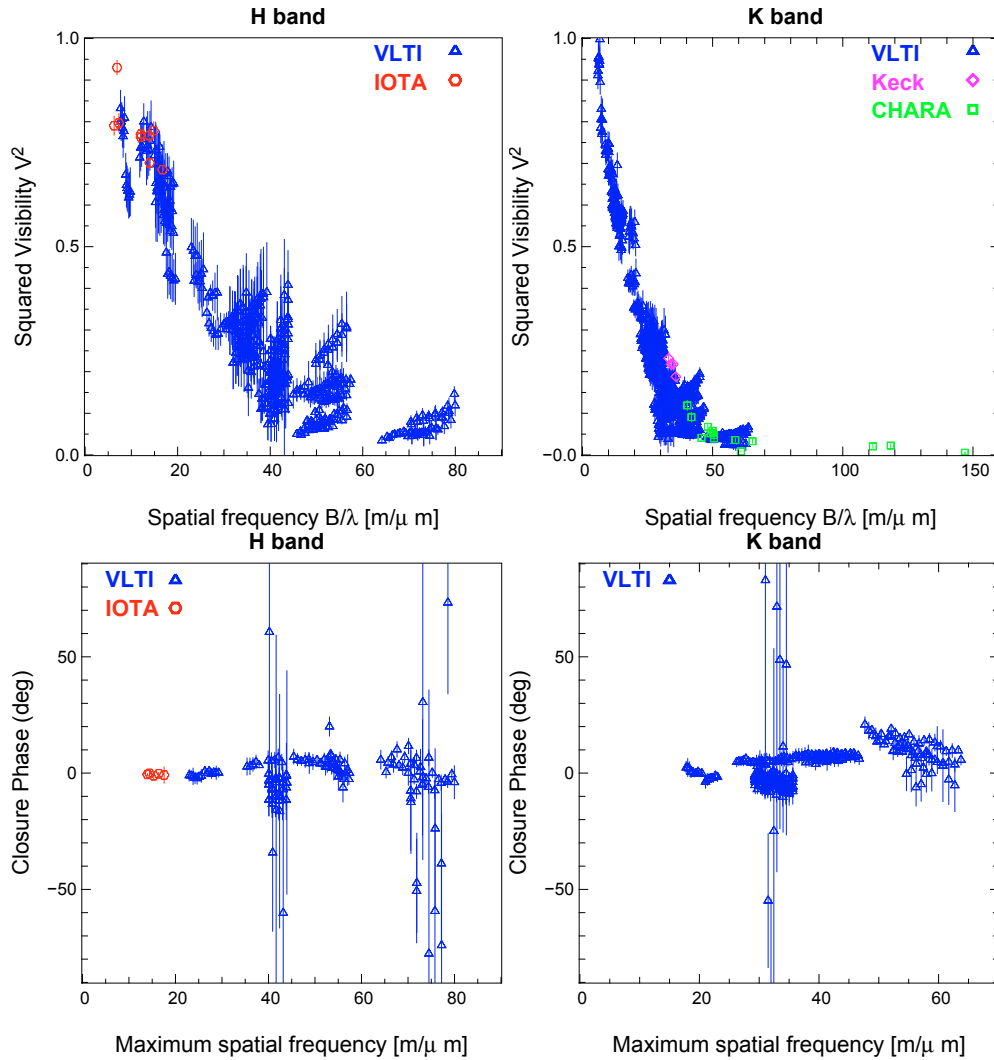 H band
VLTI
IOTA
1.0
0.5
0.0
0 20 40 60 80
Squared Visibility V²
Spatial frequency B/λ [m/μ m]
K band
VLTI
Keck
CHARA
1.0
0.5
−0.0
0 50 100 150
Squared Visibility V²
Spatial frequency B/λ [m/μ m]
H band
VLTI
IOTA
50
0
−50
0 20 40 60 80
Closure Phase (deg)
Maximum spatial frequency [m/μ m]
K band
VLTI
50
0
−50
0 20 40 60
Closure Phase (deg)
Maximum spatial frequency [m/μ m]